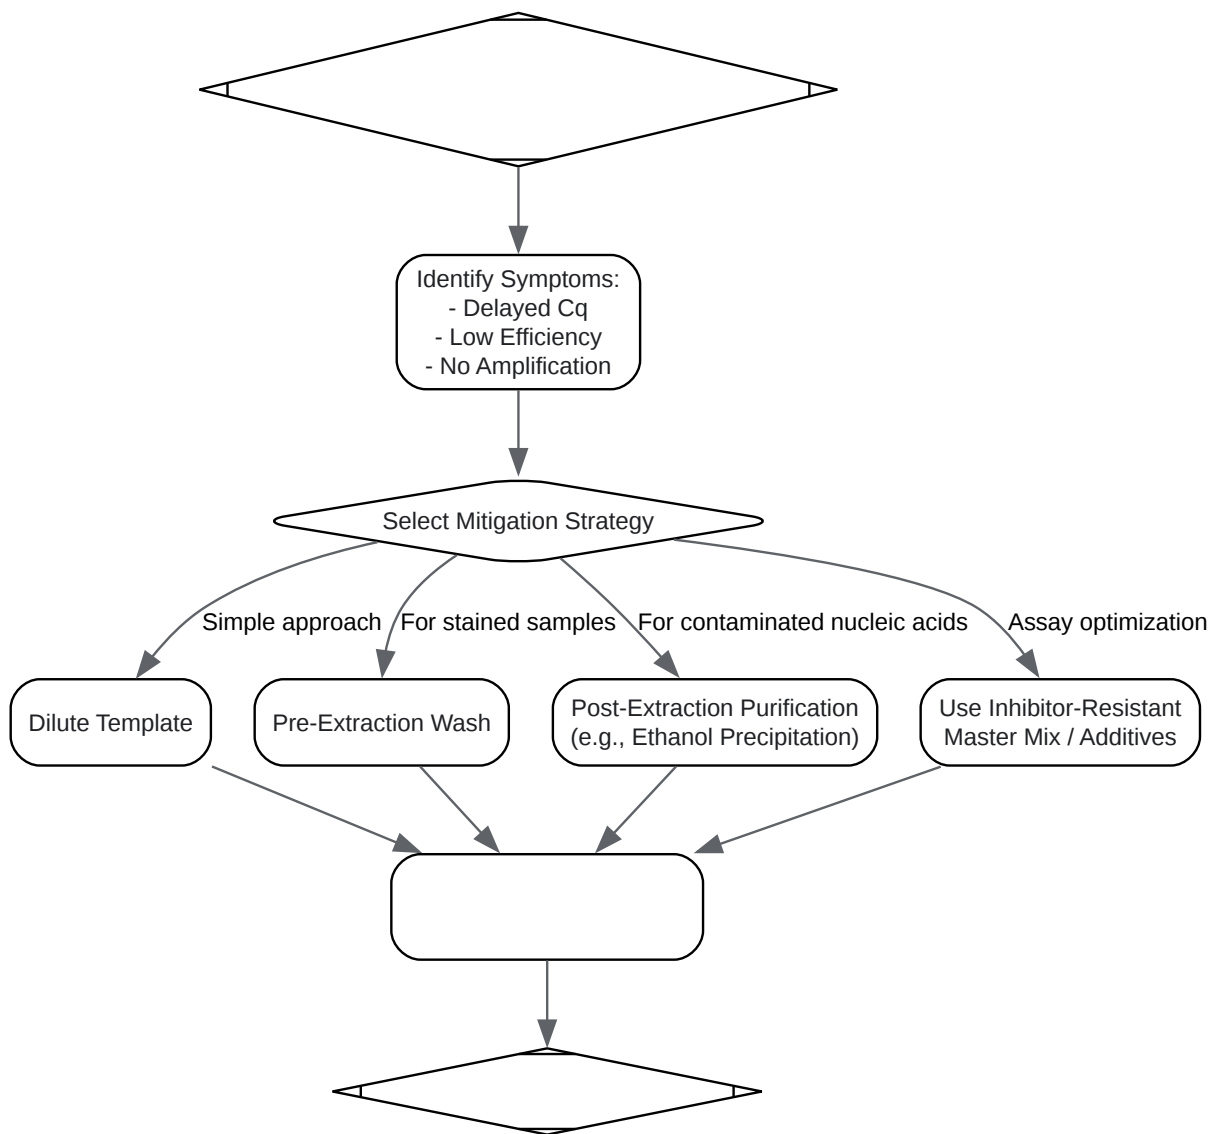 Identify Symptoms:
- Delayed Cq
- Low Efficiency
- No Amplification
Select Mitigation Strategy
Simple approach
For stained samples
For contaminated nucleic acids
Assay optimization
Dilute Template
Pre-Extraction Wash
Post-Extraction Purification
(e.g., Ethanol Precipitation)
Use Inhibitor-Resistant
Master Mix / Additives